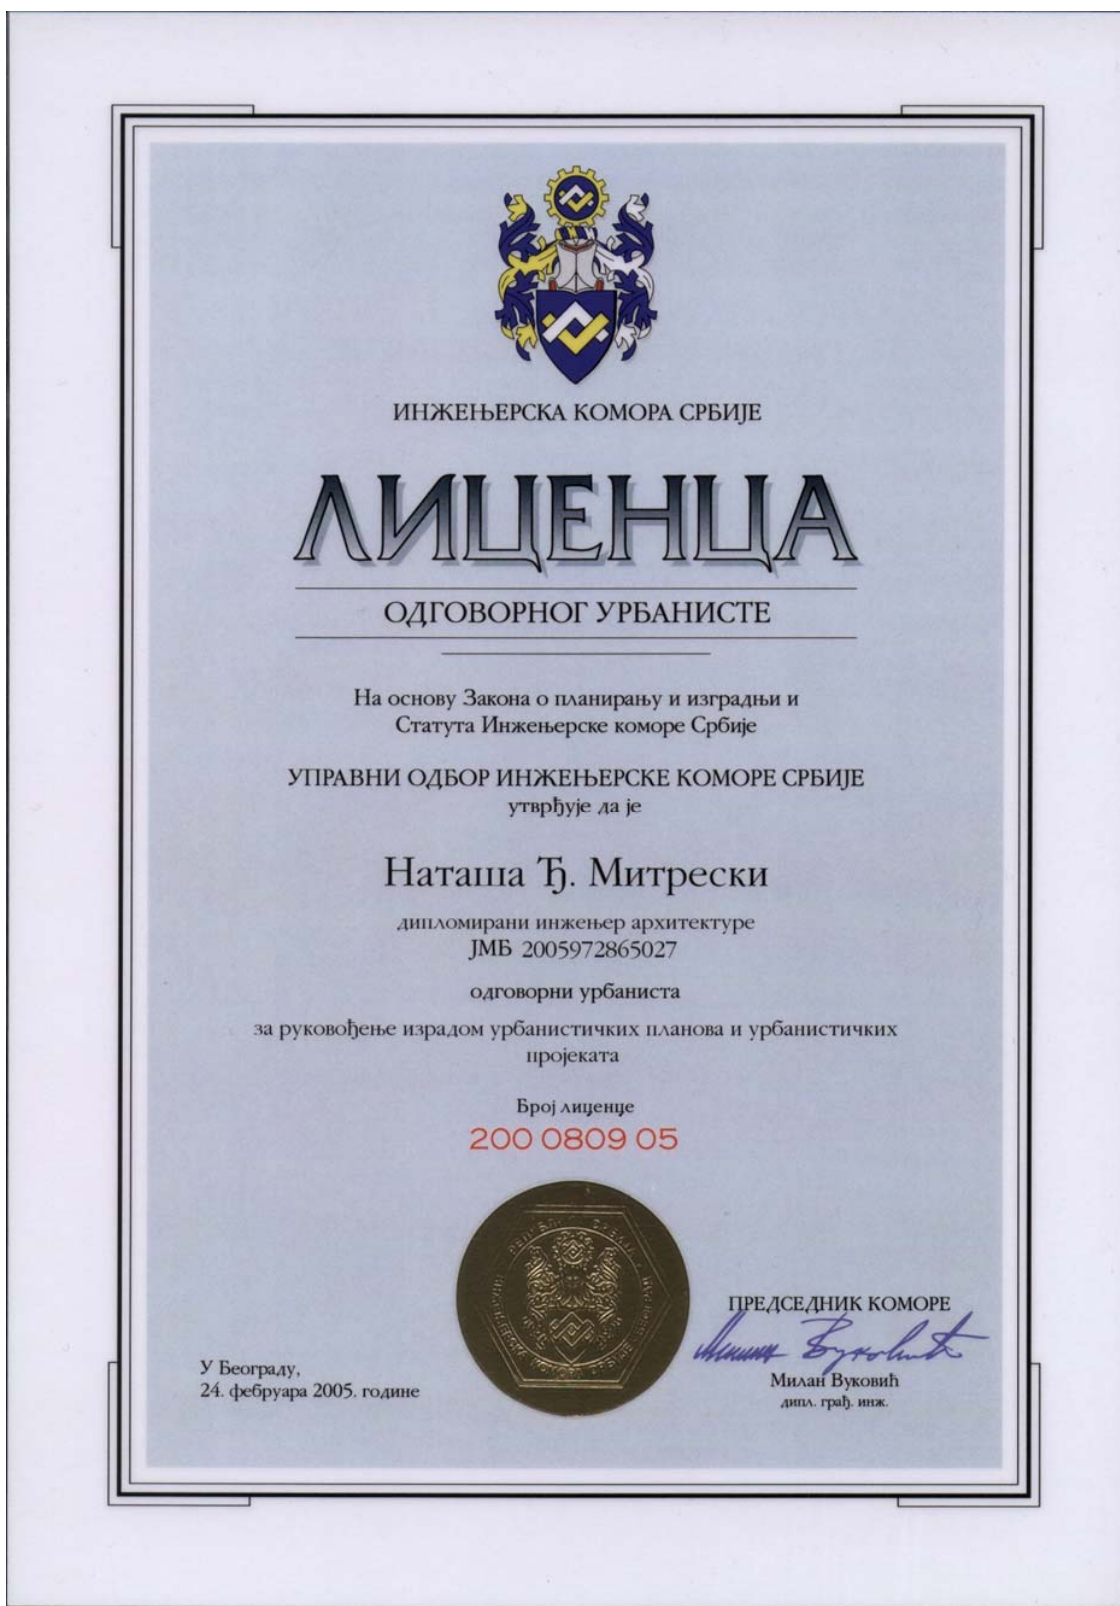 ИНЖЕЊЕРСКА КОМОРА СРБИЈЕ
ЛИЦЕНЦА
ОДГОВОРНОГ УРБАНИСТЕ
На основу Закона о планирању и изградњи и
Статута Инжењерске коморе Србије
УПРАВНИ ОДБОР ИНЖЕЊЕРСКЕ КОМОРЕ СРБИЈЕ
утврђује да је
Наташа Ђ. Митрески
дипломирани инжењер архитектуре
ЈМБ 2005972865027
одговорни урбаниста
за руковођење израдом урбанистичких планова и урбанистичких
пројеката
Број лиценце
200 0809 05
ПРЕДСЕДНИК КОМОРЕ
Милан Вуковић
Милан Вуковић
дипл. грађ. инж.
У Београду,
24. фебруара 2005. године